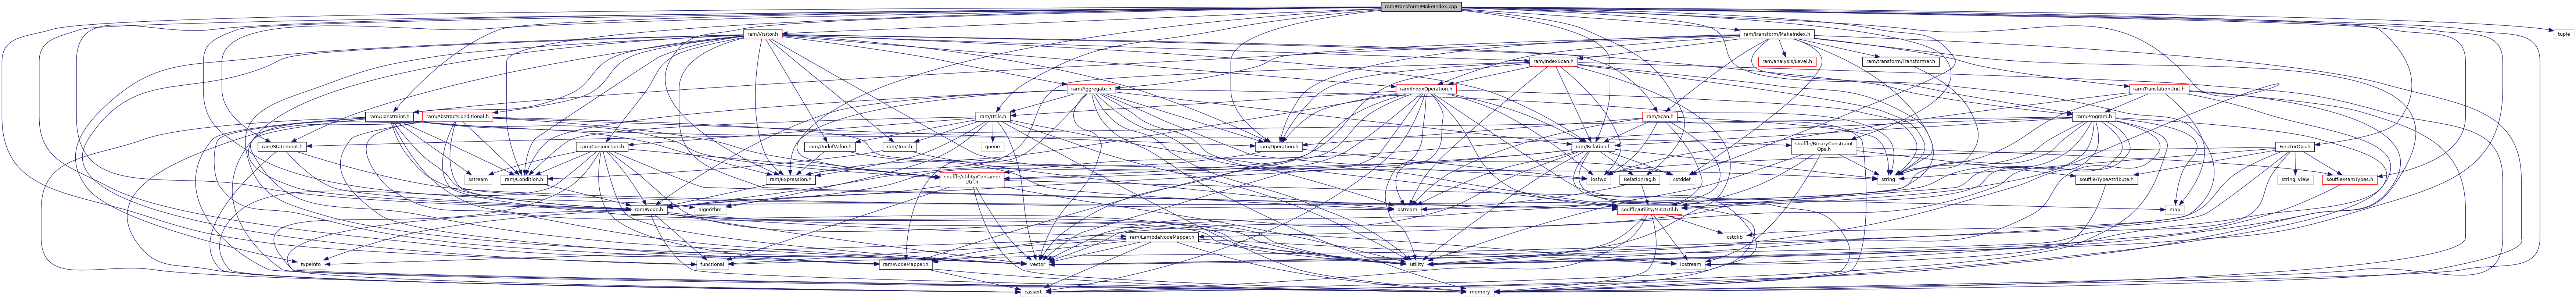 ram/transform/MakeIndex.cpp
ram/Visitor.h
ram/transform/MakeIndex.h
tuple
ram/IndexScan.h
ram/analysis/Level.h
ram/transform/Transformer.h
ram/Aggregate.h
ram/IndexOperation.h
ram/TranslationUnit.h
ram/Constraint.h
ram/AbstractConditional.h
ram/Utils.h
ram/Scan.h
ram/Program.h
ram/Statement.h
ram/Conjunction.h
queue
ram/UndefValue.h
ram/True.h
ram/Operation.h
ram/Relation.h
souffle/BinaryConstraint
Ops.h
FunctorOps.h
sstream
ram/Condition.h
ram/Expression.h
souffle/utility/Container
Util.h
iosfwd
RelationTag.h
cstddef
string
souffle/TypeAttribute.h
string_view
souffle/RamTypes.h
ram/Node.h
algorithm
ostream
souffle/utility/MiscUtil.h
map
ram/LambdaNodeMapper.h
cstdlib
typeinfo
functional
ram/NodeMapper.h
vector
utility
iostream
cassert
memory